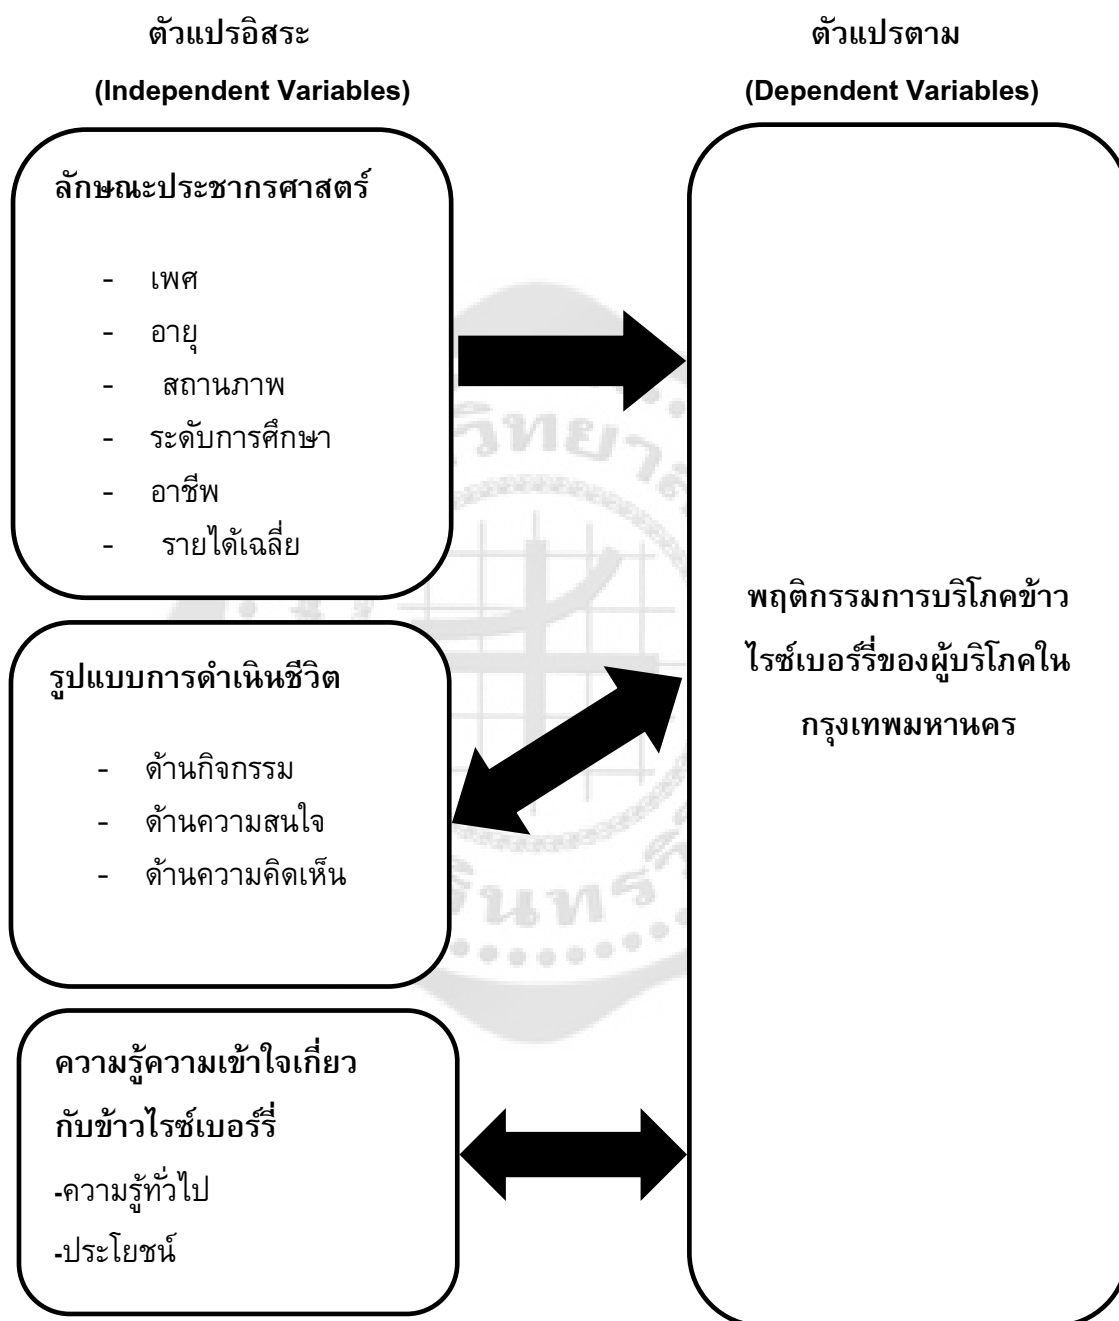 ตัวแปรอิสระ
(Independent Variables)
ลักษณะประชากรศาสตร์
- เพศ
- อายุ
- สถานภาพ
- ระดับการศึกษา
- อาชีพ
- รายได้เฉลี่ย
รูปแบบการดำเนินชีวิต
- ด้านกิจกรรม
- ด้านความสนใจ
- ด้านความคิดเห็น
ความรู้ความเข้าใจเกี่ยว
กับข้าวไรซ์เบอร์รี่
-ความรู้ทั่วไป
-ประโยชน์
ตัวแปรตาม
(Dependent Variables)
พฤติกรรมการบริโภคข้าว
ไรซ์เบอร์รี่ของผู้บริโภคใน
กรุงเทพมหานคร